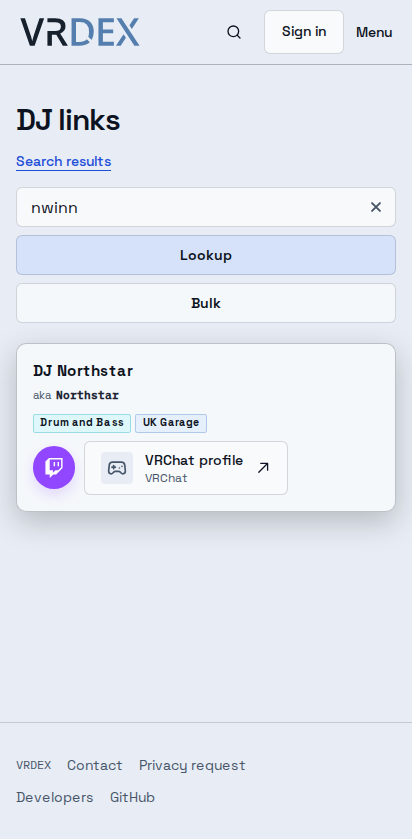 VRDEX
Sign in
Menu
DJ links
Search results
nwinn
Lookup
Bulk
DJ Northstar
aka Northstar
Drum and Bass
UK Garage
VRChat profile
VRChat
VRDEX
Contact
Privacy request
Developers
GitHub